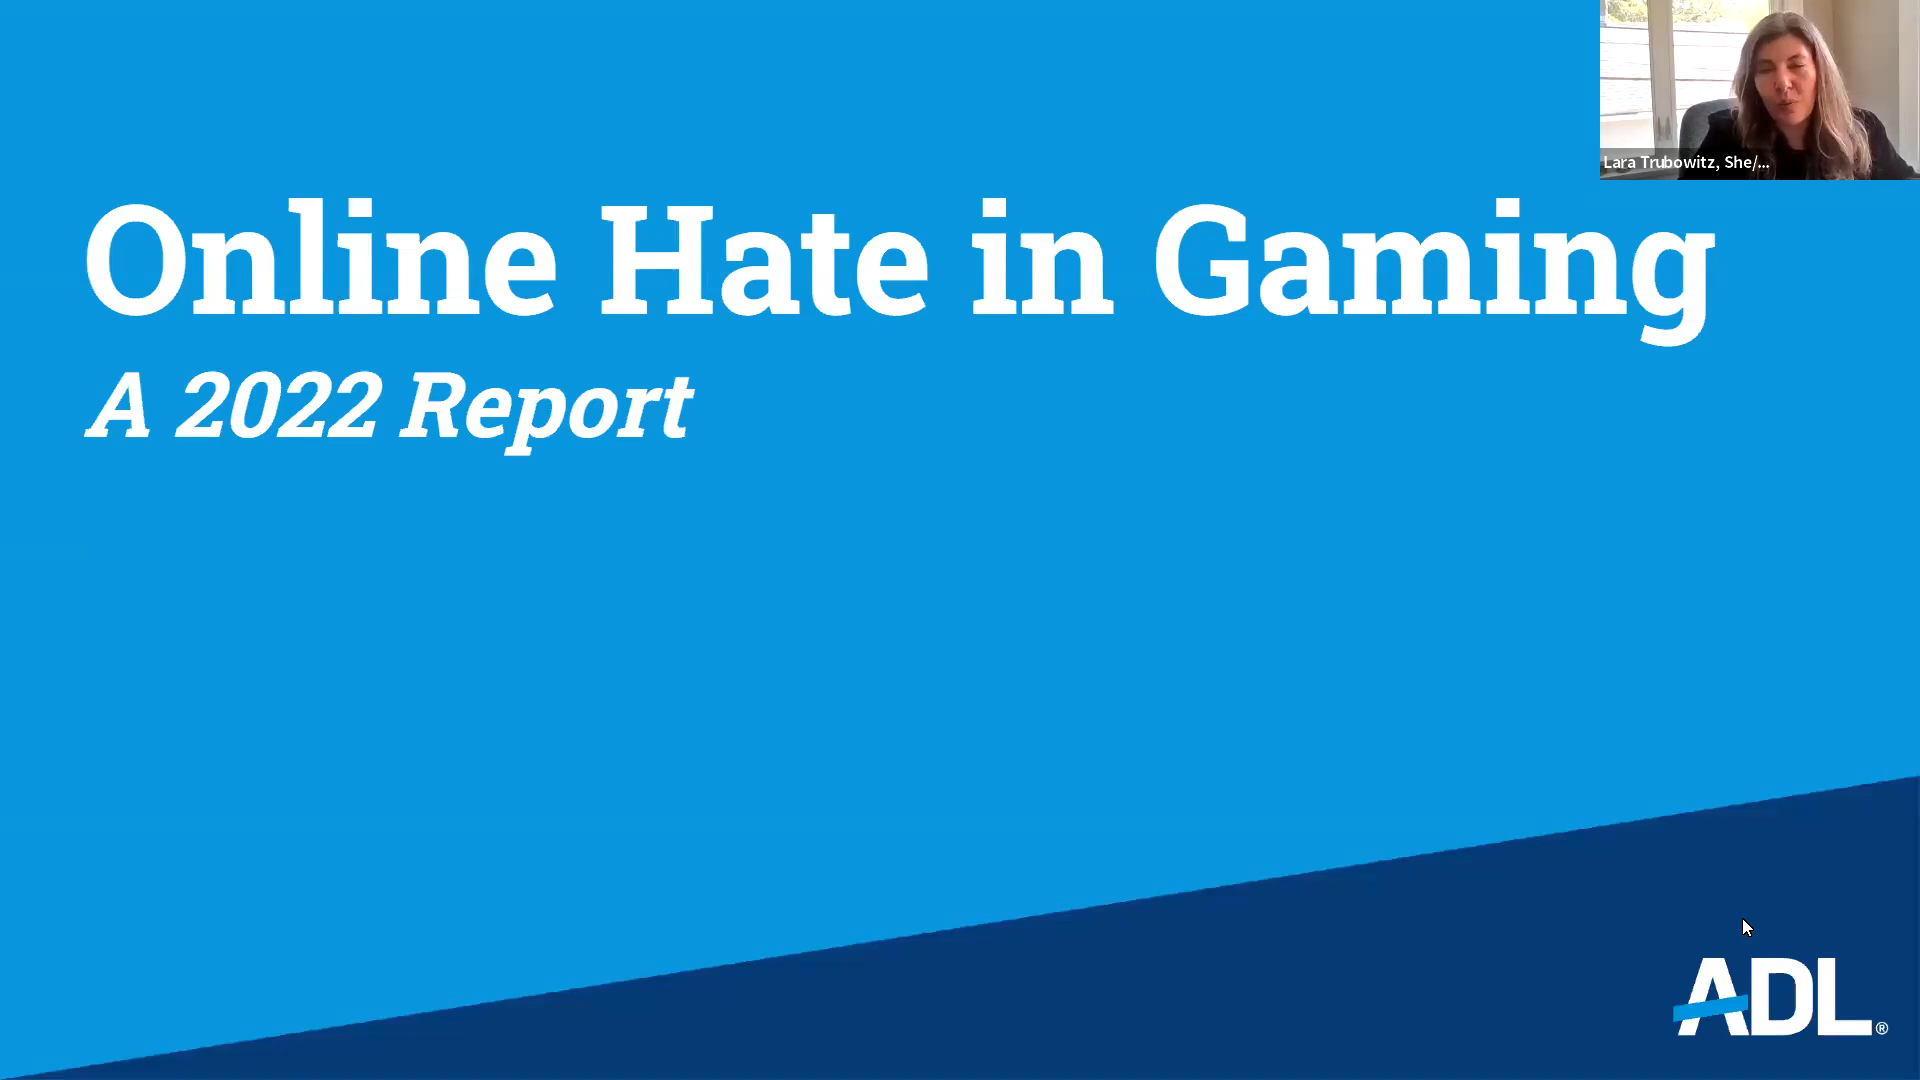 Lara Trubowitz, She/...
Online Hate in Gaming
A 2022 Report
ADL®